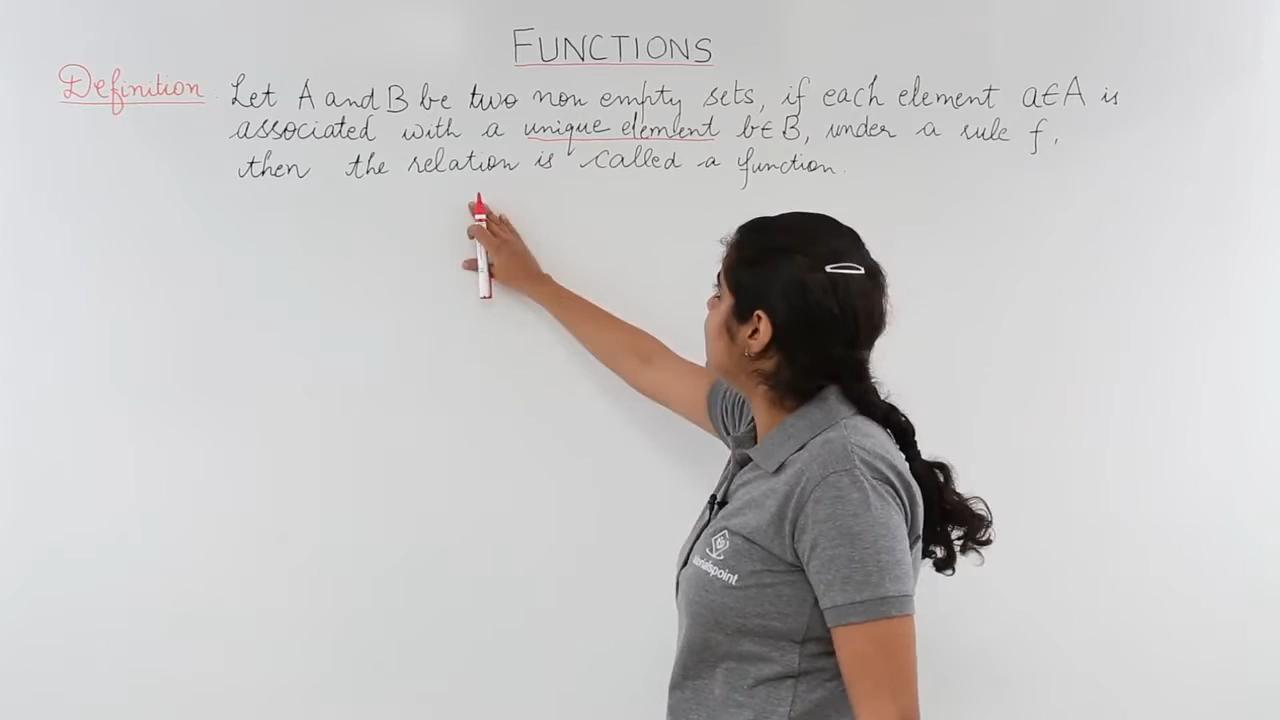 FUNCTIONS
Definition Let A and B be two non empty sets, if each element a∈A is
associated with a unique element b∈B, under a rule f,
then the relation is called a function.
torialspoint